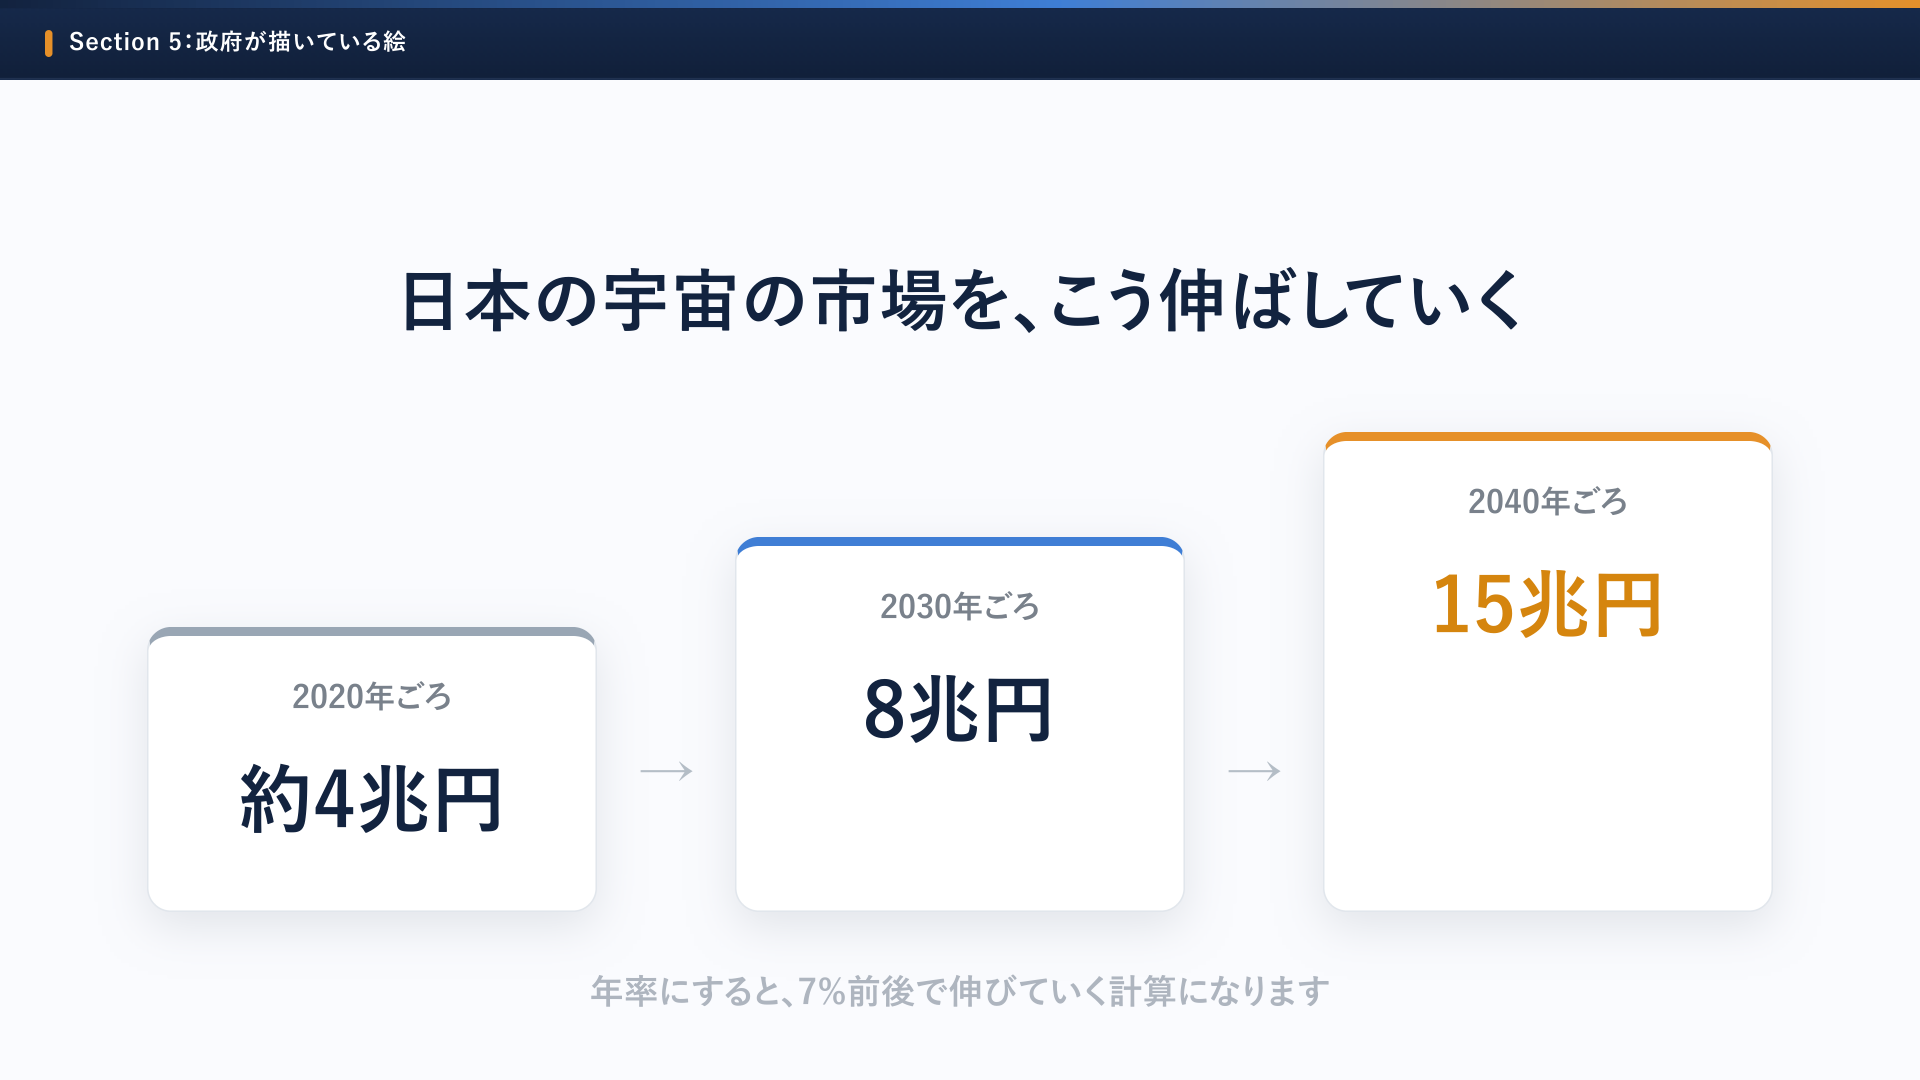 Section 5：政府が描いている絵
日本の宇宙の市場を、こう伸ばしていく
2020年ごろ
約4兆円
→
2030年ごろ
8兆円
→
2040年ごろ
15兆円
年率にすると、7%前後で伸びていく計算になります